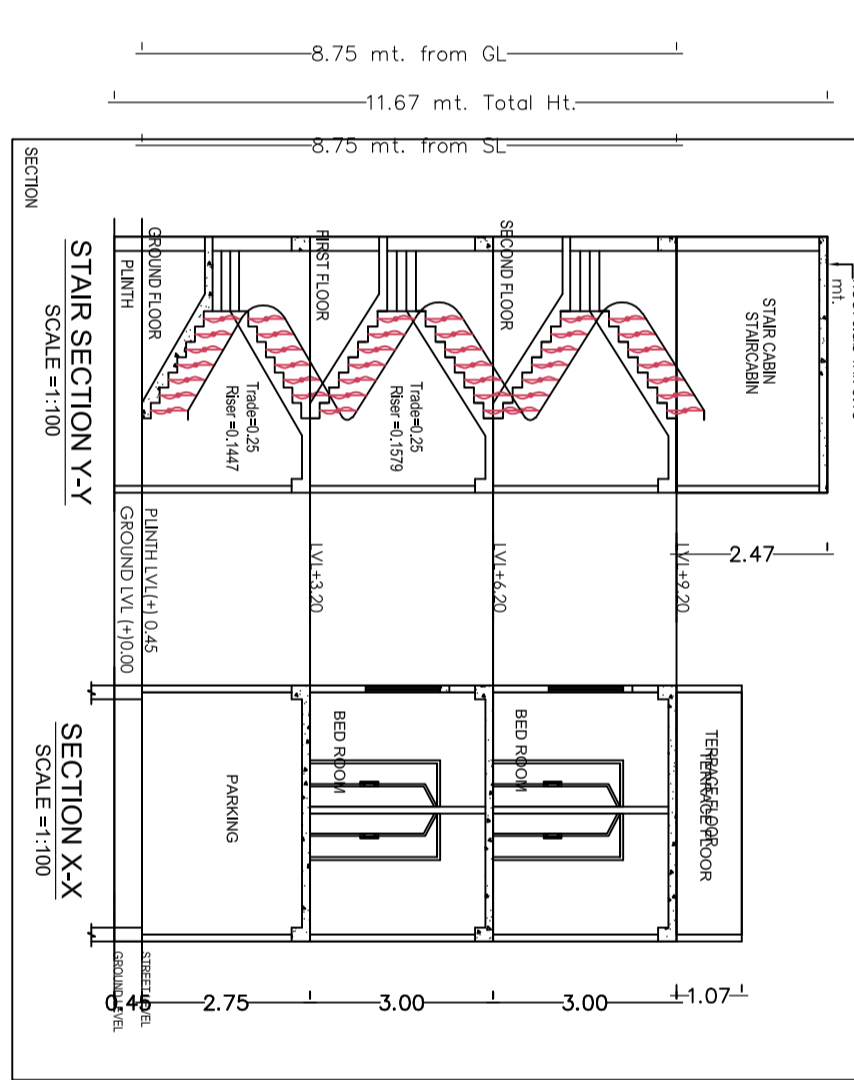 8.75 mt. from GL
11.67 mt. Total Ht.
8.75 mt. from SL
SECTION
mt.
STAIR CABIN
STAIRCABIN
SECOND FLOOR
FIRST FLOOR
GROUND FLOOR
PLINTH
Trade=0.25
Riser =0.1579
Trade=0.25
Riser =0.1447
STAIR SECTION Y-Y
SCALE =1:100
2.47
LVL+9.20
LVL+6.20
LVL+3.20
PLINTH LVL(+) 0.45
GROUND LVL (+)0.00
TERRACE FLOOR
TERRACE FLOOR
BED ROOM
BED ROOM
PARKING
SECTION X-X
SCALE =1:100
STREET LEVEL
GROUND LEVEL
0.45
2.75
3.00
3.00
1.07